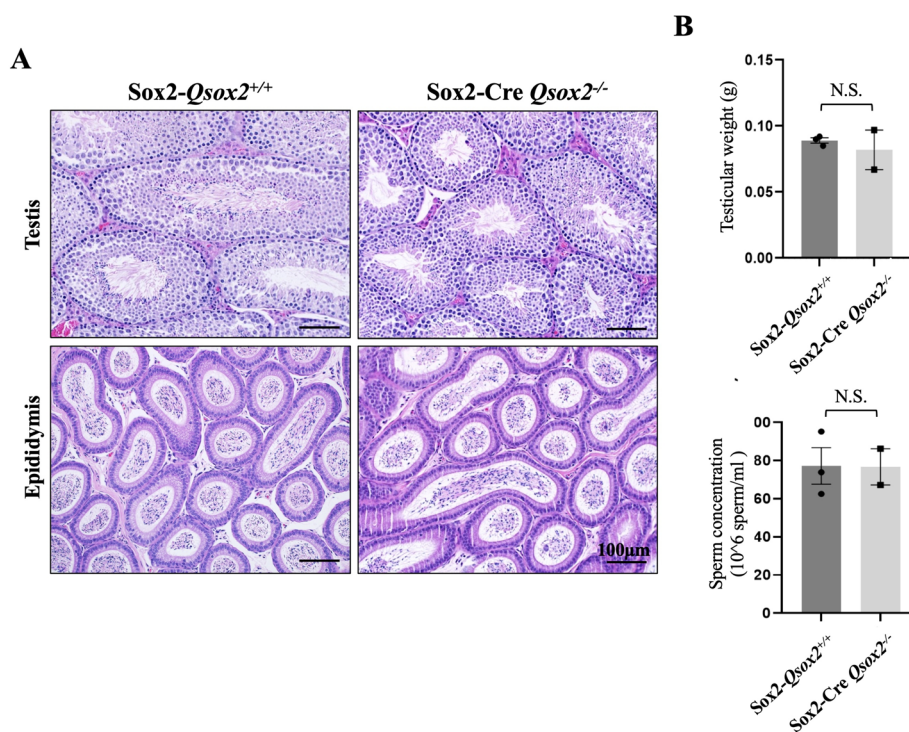 A
Sox2-Qsox2+/+
Sox2-Cre Qsox2-/-
Testis
Epididymis
100μm
B
Testicular weight (g)
0.15
0.10
0.05
0.00
N.S.
Sox2-Qsox2+/+
Sox2-Cre Qsox2-/-
Sperm concentration
(10^6 sperm/ml)
00
80
60
40
20
0
N.S.
Sox2-Qsox2+/+
Sox2-Cre Qsox2-/-